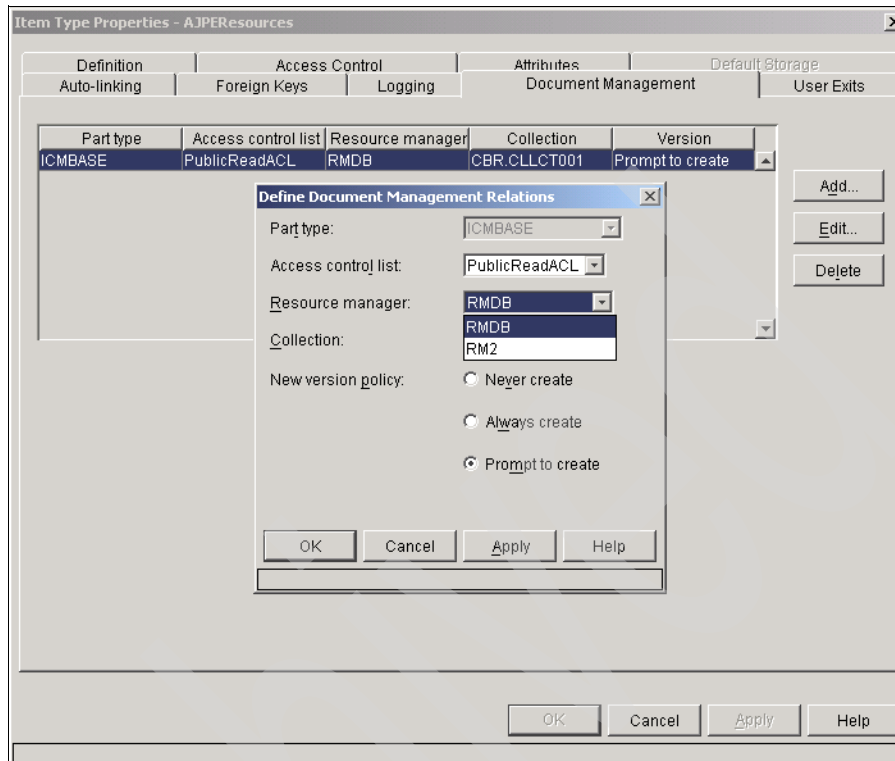 Item Type Properties - AJPEResources
Definition Access Control Attributes Default Storage
Auto-linking Foreign Keys Logging Document Management User Exits
Part type Access control list Resource manager Collection Version
ICMBASE PublicReadACL RMDB CBR.CLLCT001 Prompt to create
Add...
Edit...
Delete
Define Document Management Relations
Part type: ICMBASE
Access control list: PublicReadACL
Resource manager: RMDB
RMDB
RM2
Collection:
New version policy: Never create
Always create
Prompt to create
OK Cancel Apply Help
OK Cancel Apply Help